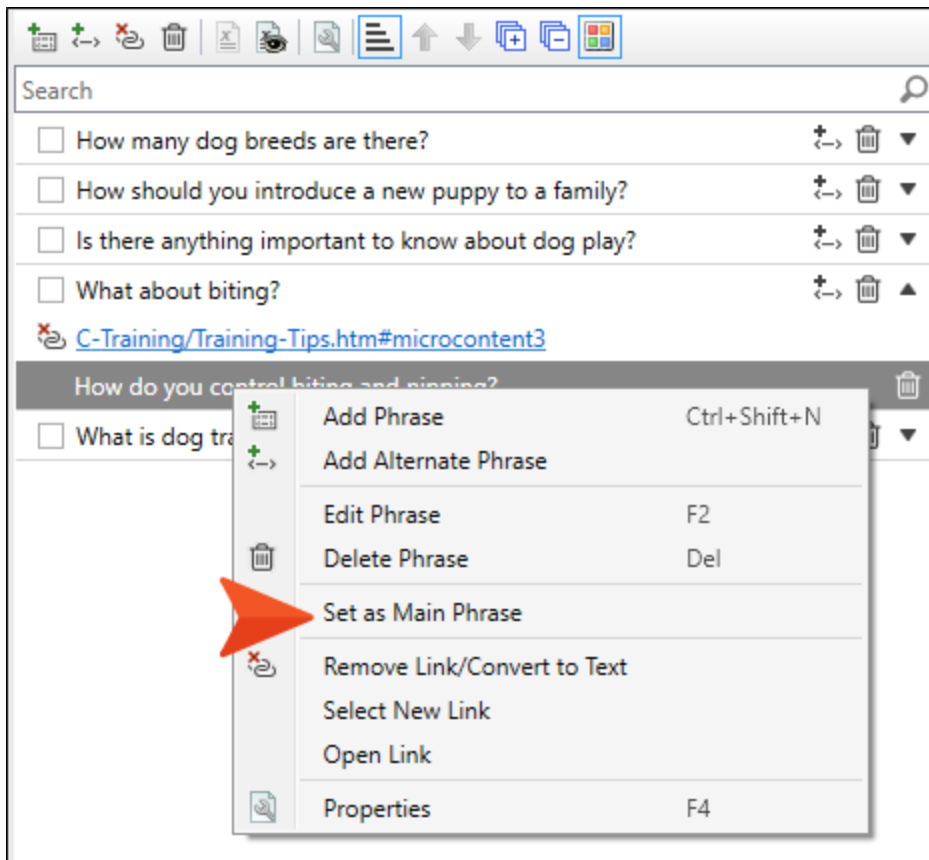 Search
How many dog breeds are there?
How should you introduce a new puppy to a family?
Is there anything important to know about dog play?
What about biting?
C-Training/Training-Tips.htm#microcontent3
How do you control biting and nipping?
What is dog
Add Phrase Ctrl+Shift+N
Add Alternate Phrase
Edit Phrase F2
Delete Phrase Del
Set as Main Phrase
Remove Link/Convert to Text
Select New Link
Open Link
Properties F4